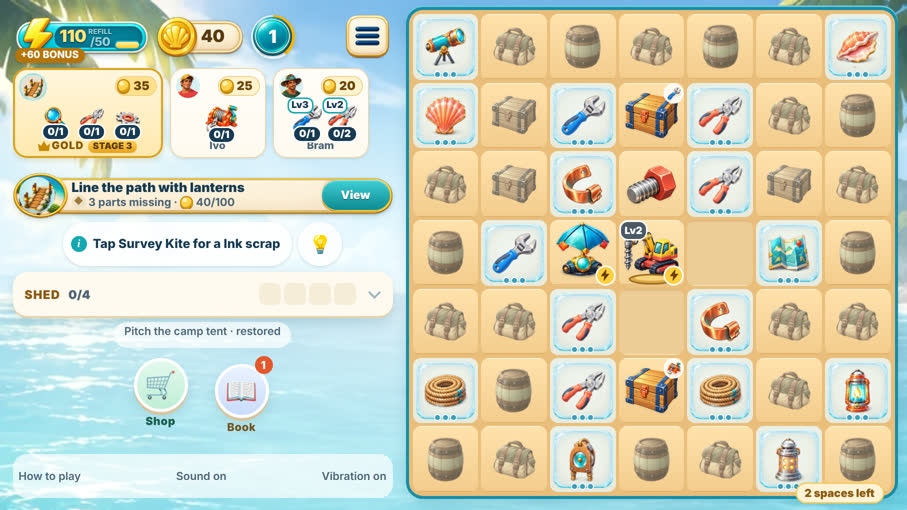 110 REFILL /50
+60 BONUS
40
1
35
0/1 0/1 0/1
GOLD STAGE 3
25
0/1
Ivo
20
Lv3 Lv2
0/1 0/2
Bram
Line the path with lanterns
3 parts missing · 40/100
View
i Tap Survey Kite for a Ink scrap
SHED 0/4
Pitch the camp tent · restored
1
Shop
Book
How to play Sound on Vibration on
Lv2
2 spaces left